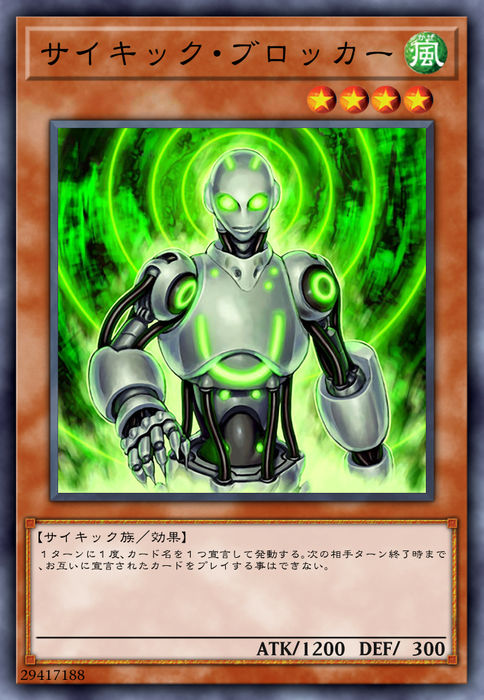 サイキック・ブロッカー 風
かぜ
【サイキック族／効果】
１ターンに１度、カード名を１つ宣言して発動する。次の相手ターン終了時まで
、お互いに宣言されたカードをプレイする事はできない。
ATK/1200 DEF/ 300
29417188